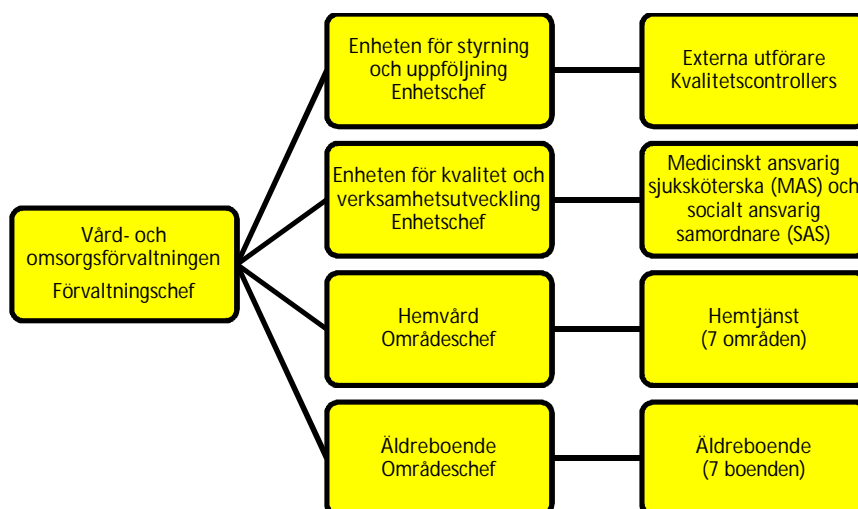 Vård- och
omsorgsförvaltningen
Förvaltningschef
Enheten för styrning
och uppföljning
Enhetschef
Externa utförare
Kvalitetscontrollers
Enheten för kvalitet och
verksamhetsutveckling
Enhetschef
Medicinskt ansvarig
sjuksköterska (MAS) och
socialt ansvarig
samordnare (SAS)
Hemvård
Områdeschef
Hemtjänst
(7 områden)
Äldreboende
Områdeschef
Äldreboende
(7 boenden)